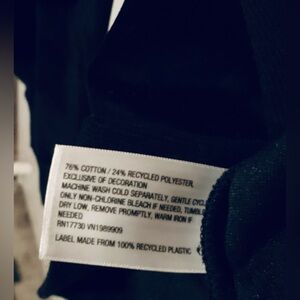 76% COTTON / 24% RECYCLED POLYESTER,
EXCLUSIVE OF DECORATION
MACHINE WASH COLD SEPARATELY, GENTLE CYCL
ONLY NON-CHLORINE BLEACH IF NEEDED, TUMBLE
DRY LOW, REMOVE PROMPTLY, WARM IRON IF
NEEDED
RN17730 VN1989909
LABEL MADE FROM 100% RECYCLED PLASTIC